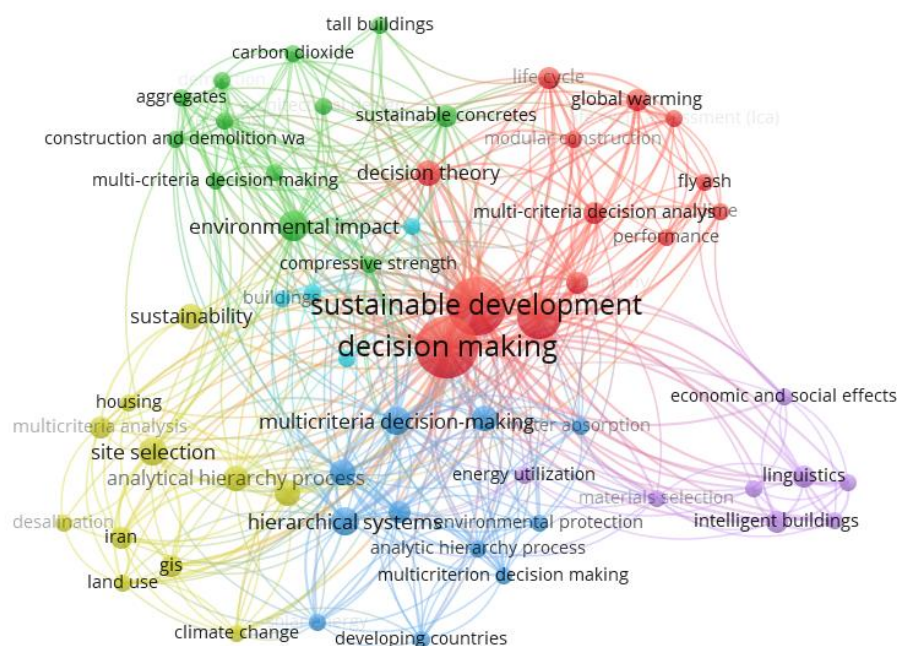 tall buildings
carbon dioxide
life cycle
aggregates
global warming
sustainable concretes
construction and demolition wa
modular construction
multi-criteria decision making
decision theory
fly ash
multi-criteria decision analys
environmental impact
performance
compressive strength
buildings
sustainable development
sustainability
decision making
economic and social effects
housing
multicriteria analysis
multicriteria decision-making
site selection
energy utilization
linguistics
analytical hierarchy process
materials selection
desalination
hierarchical systems
environmental protection
intelligent buildings
iran
analytic hierarchy process
gis
multicriterion decision making
land use
climate change
developing countries